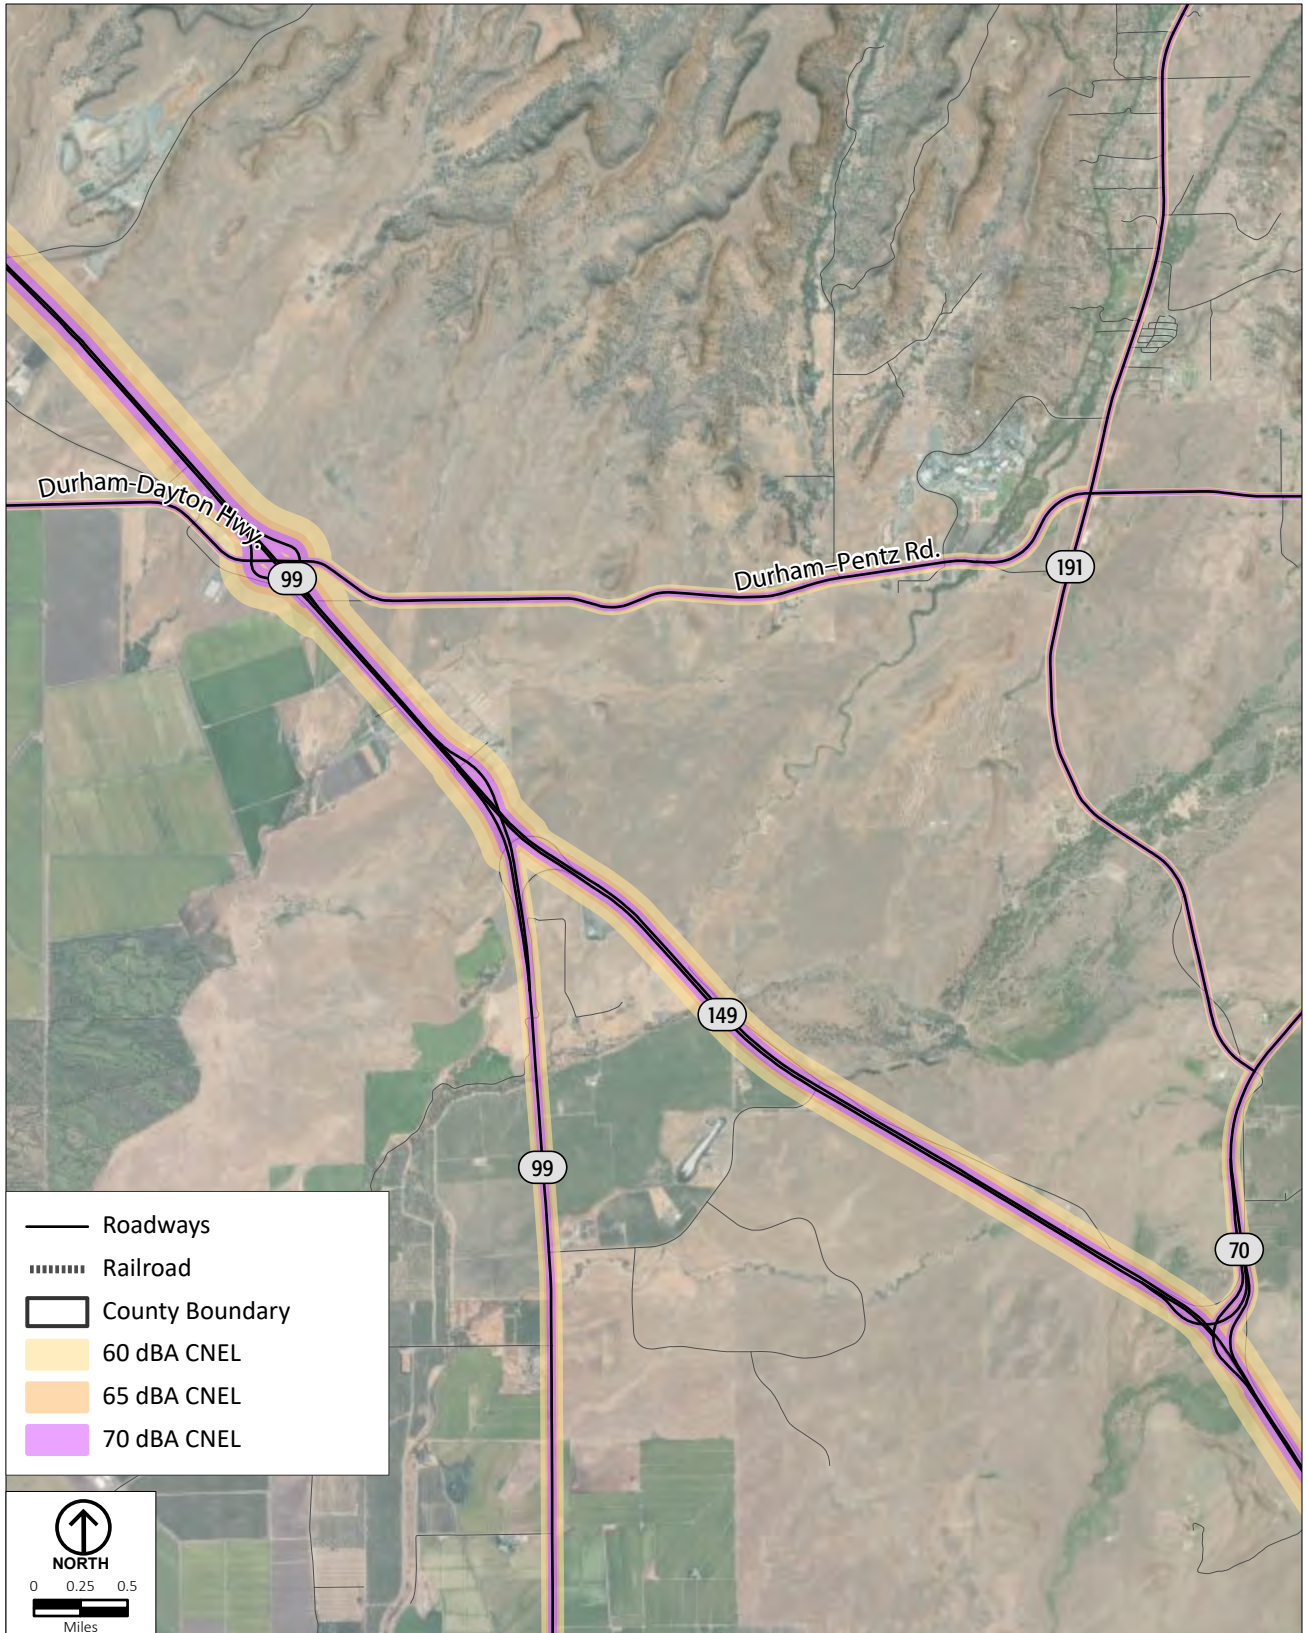 Durham-Dayton Hwy.
99
Durham–Pentz Rd.
191
149
99
70
Roadways
Railroad
County Boundary
60 dBA CNEL
65 dBA CNEL
70 dBA CNEL
NORTH
0 0.25 0.5
Miles